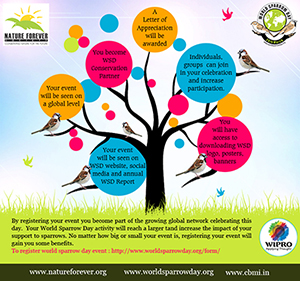 NATURE FOREVER
WORLD SPARROW DAY
A
Letter of
Appreciation
will be
awarded
You become
WSD
Conservation
Partner
Individuals,
groups can join
in your celebration
and increase
participation.
Your event
will be seen on
a global level
You
will have
access to
downloading WSD
logo, posters,
banners
Your event
will be seen on
WSD website, social
media and annual
WSD Report
By registering your event you become part of the growing global network celebrating this
day. Your World Sparrow Day activity will reach a larger tand increase the impact of your
support to sparrows. No matter how big or small your event is, registering your event will
gain you some benefits.
To register world sparrow day event : http://www.worldsparrowday.org/form/
WIPRO
Applying Thought
www.natureforever.org
www.worldsparrowday.org
www.cbmi.in